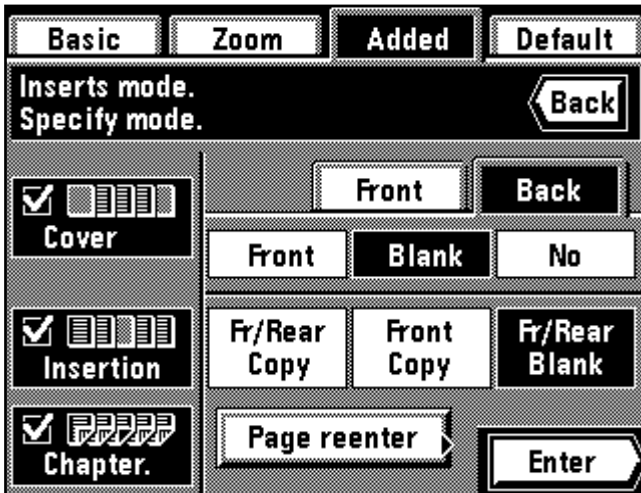 Basic
Zoom
Added
Default
Inserts mode.
Specify mode.
Back
Front
Back
Cover
Front
Blank
No
Insertion
Fr/Rear
Copy
Front
Copy
Fr/Rear
Blank
Chapter.
Page reenter
Enter